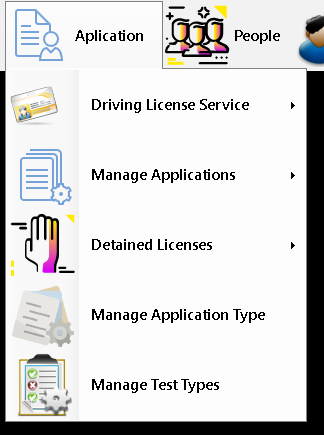 Aplication
People
Driving License Service
Manage Applications
Detained Licenses
Manage Application Type
Manage Test Types